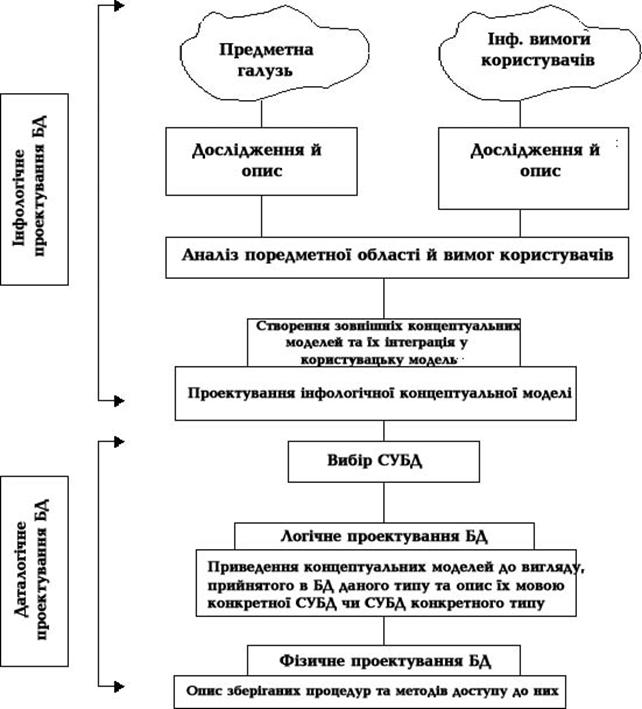 Предметна
галузь
Інф. вимоги
користувачів
Інфологічне
проектування БД
Дослідження й
опис
Дослідження й
опис
Аналіз поредметної області й вимог користувачів
Створення зовнішніх концептуальних
моделей та їх інтеграція у
користувацьку модель
Проектування інфологічної концептуальної моделі
Даталогічне
проектування БД
Вибір СУБД
Логічне проектування БД
Приведення концептуальних моделей до вигляду,
прийнятого в БД даного типу та опис їх мовою
конкретної СУБД чи СУБД конкретного типу
Фізичне проектування БД
Опис зберіганих процедур та методів доступу до них